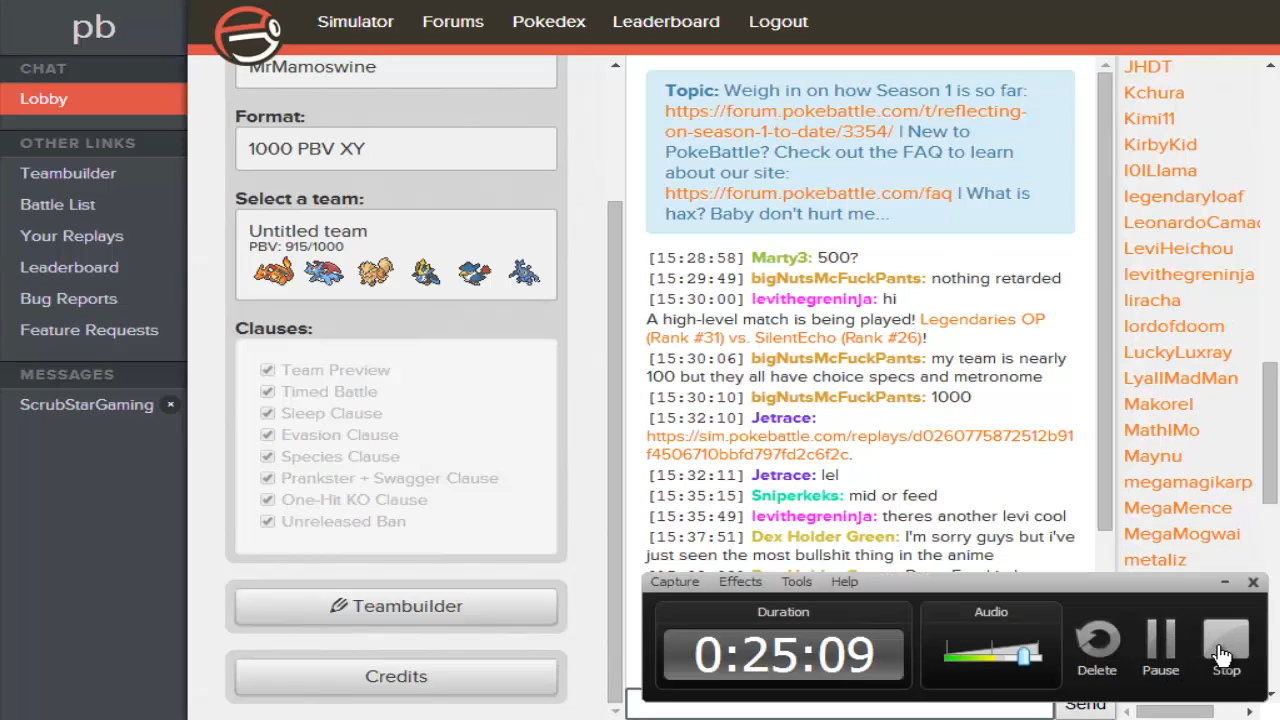 pb
Simulator
Forums
Pokedex
Leaderboard
Logout
CHAT
Lobby
OTHER LINKS
Teambuilder
Battle List
Your Replays
Leaderboard
Bug Reports
Feature Requests
MESSAGES
ScrubStarGaming ×
MrMamoswine
Format:
1000 PBV XY
Select a team:
Untitled team
PBV: 915/1000
Clauses:
Team Preview
Timed Battle
Sleep Clause
Evasion Clause
Species Clause
Prankster + Swagger Clause
One-Hit KO Clause
Unreleased Ban
Teambuilder
Credits
Topic: Weigh in on how Season 1 is so far:
https://forum.pokebattle.com/t/reflecting-
on-season-1-to-date/3354/ | New to
PokeBattle? Check out the FAQ to learn
about our site:
https://forum.pokebattle.com/faq | What is
hax? Baby don't hurt me...
[15:28:58] Marty3: 500?
[15:29:49] bigNutsMcFuckPants: nothing retarded
[15:30:00] levithegreninja: hi
A high-level match is being played! Legendaries OP
(Rank #31) vs. SilentEcho (Rank #26)!
[15:30:06] bigNutsMcFuckPants: my team is nearly
100 but they all have choice specs and metronome
[15:30:10] bigNutsMcFuckPants: 1000
[15:32:10] Jetrace:
https://sim.pokebattle.com/replays/d0260775872512b91
f4506710bbfd797fd2c6f2c.
[15:32:11] Jetrace: lel
[15:35:15] Sniperkeks: mid or feed
[15:35:49] levithegreninja: theres another levi cool
[15:37:51] Dex Holder Green: I'm sorry guys but i've
just seen the most bullshit thing in the anime
Send
JHDT
Kchura
Kimi11
KirbyKid
l0ILlama
legendaryloaf
LeonardoCamac
LeviHeichou
levithegreninja
liracha
lordofdoom
LuckyLuxray
LyallMadMan
Makorel
MathIMo
Maynu
megamagikarp
MegaMence
MegaMogwai
metaliz
Capture
Effects
Tools
Help
Duration
0:25:09
Audio
Delete
Pause
Stop